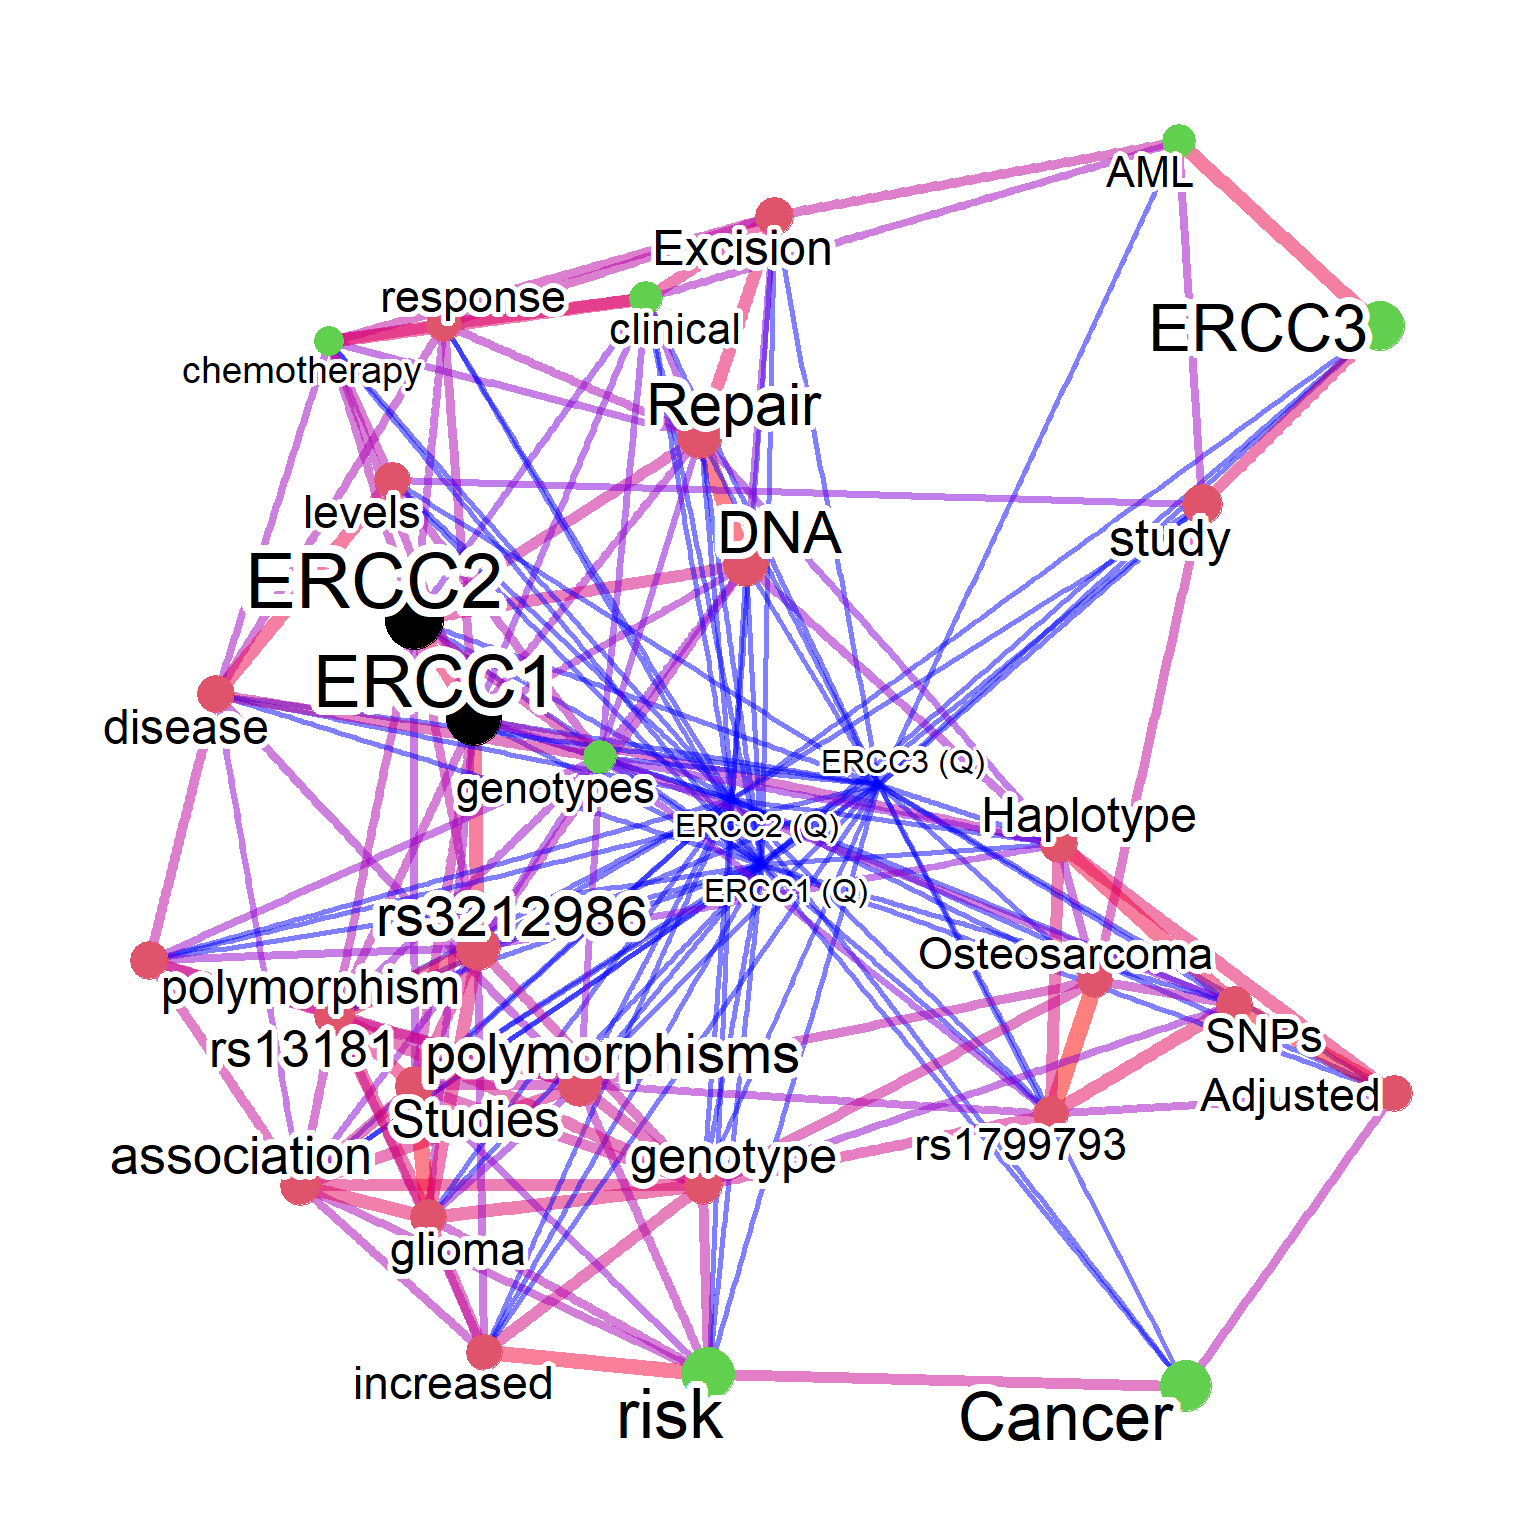 AML
Excision
response
ERCC3
clinical
chemotherapy
Repair
levels
DNA
study
ERCC2
ERCC1
disease
ERCC3 (Q)
genotypes
Haplotype
ERCC2 (Q)
ERCC1 (Q)
rs3212986
Osteosarcoma
polymorphism
SNPs
rs13181
polymorphisms
Adjusted
Studies
rs1799793
association
genotype
glioma
increased
risk
Cancer